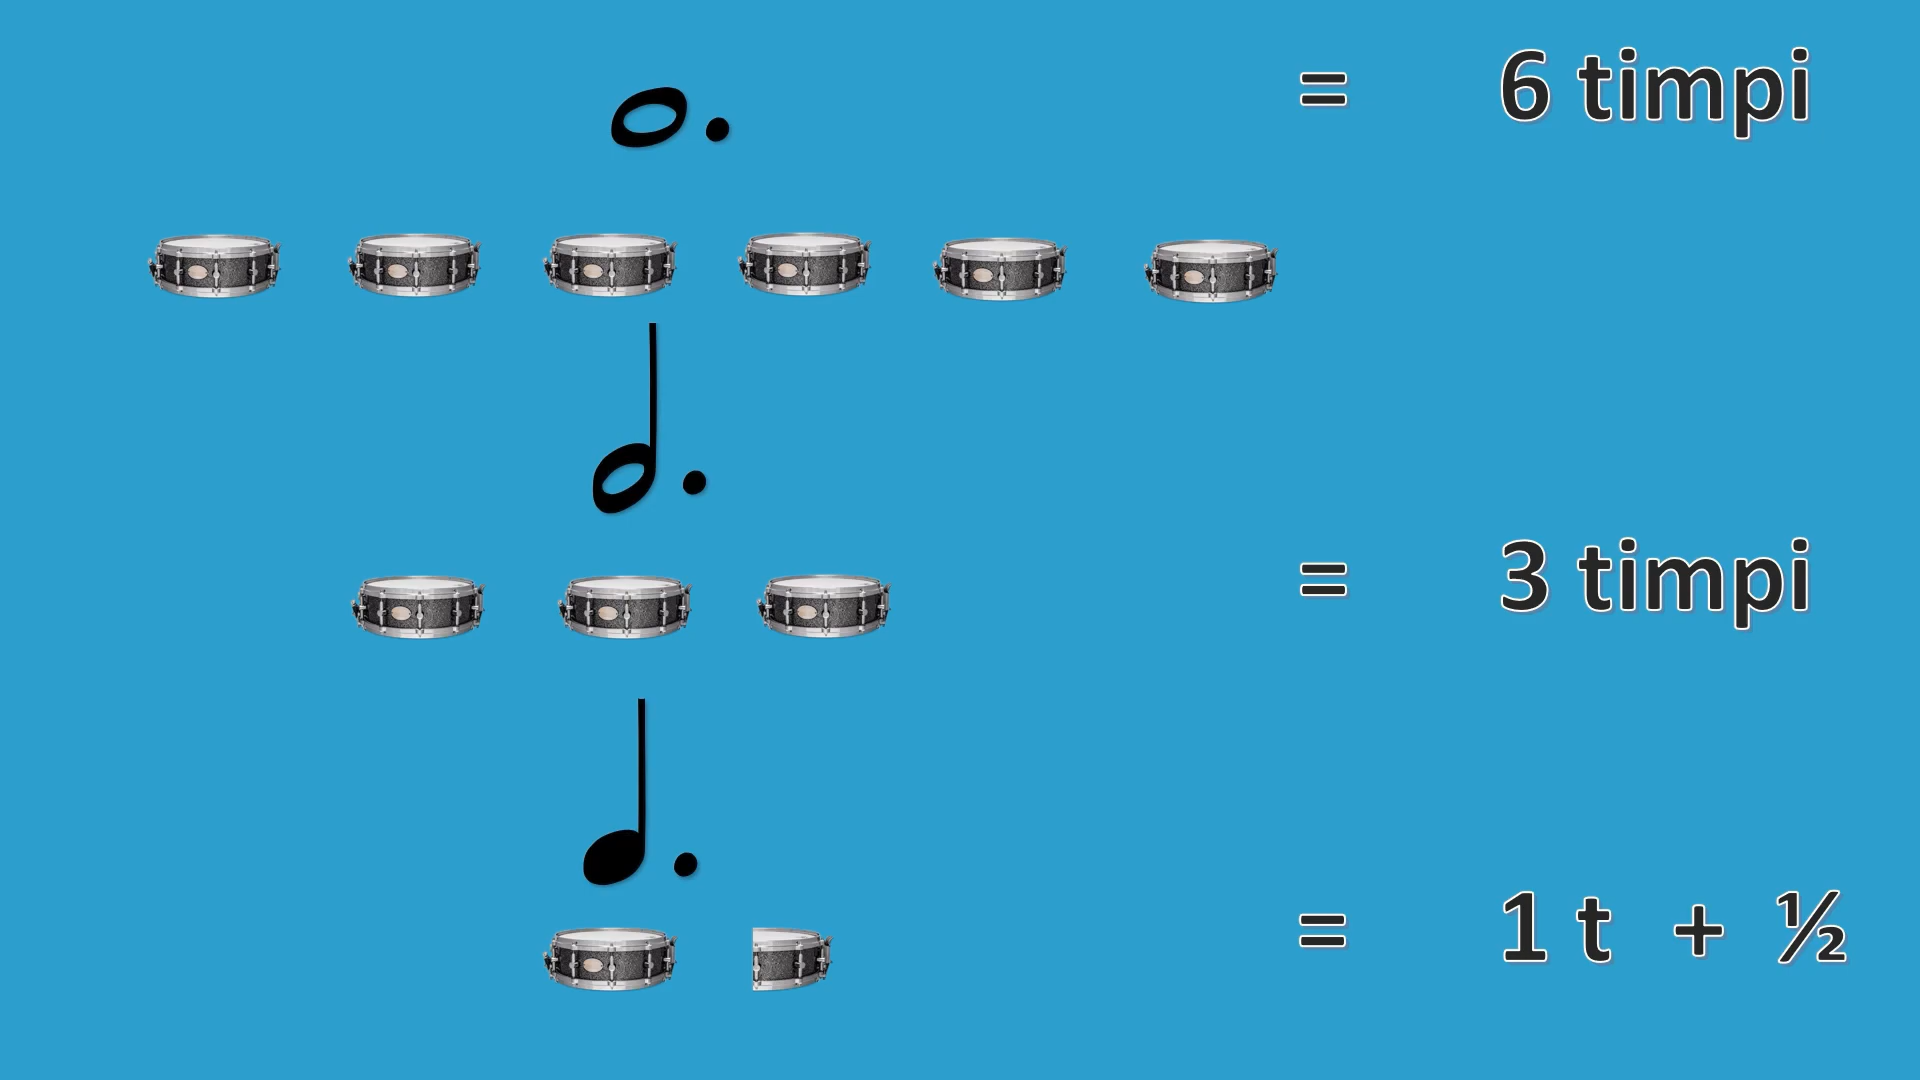 = 6 timpi
= 3 timpi
= 1 t + ½